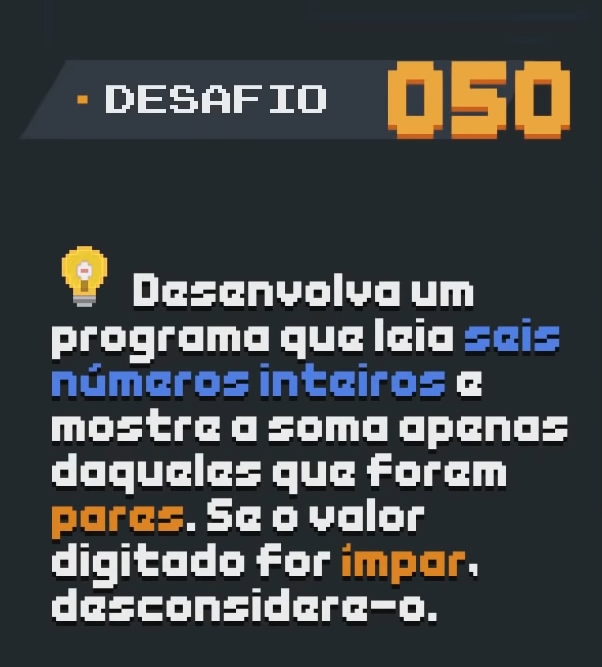 DESAFIO 050
Desenvolva um
programa que leia seis
números inteiros e
mostre a soma apenas
daqueles que forem
pares. Se o valor
digitado for ímpar,
desconsidere-o.